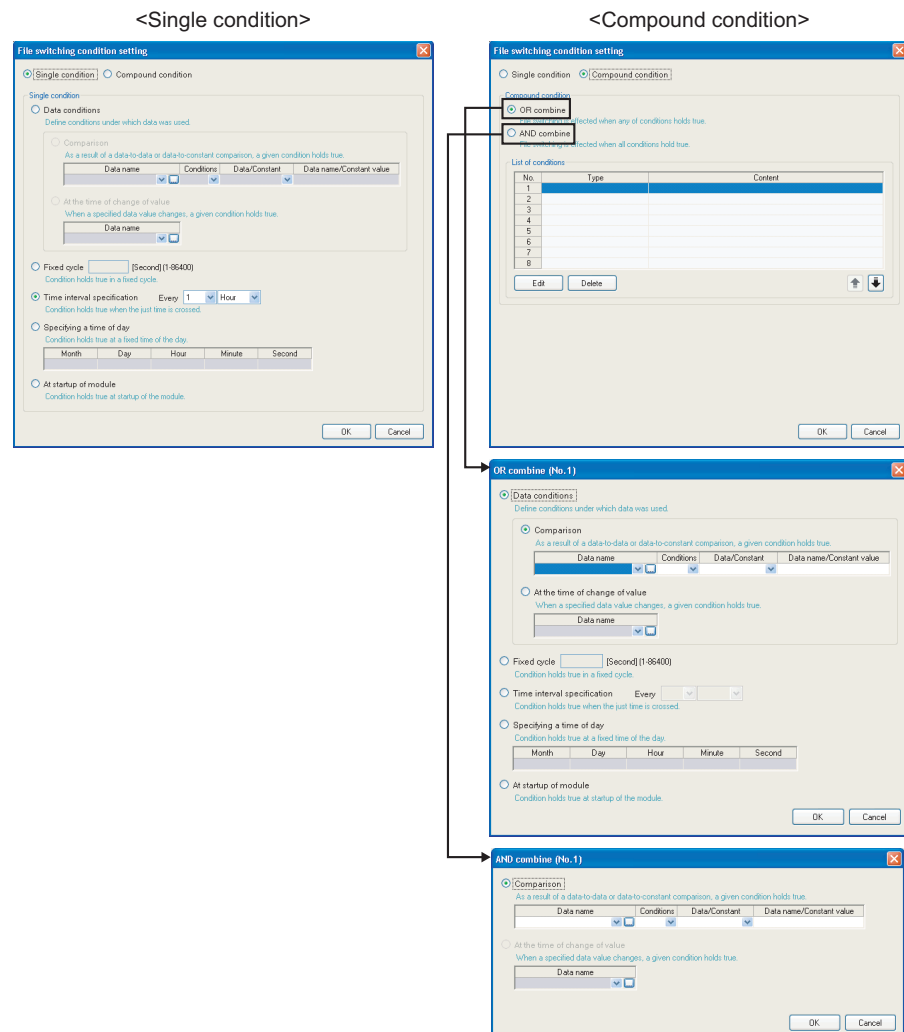 <Single condition>
File switching condition setting
Single condition Compound condition
Single condition
Data conditions
Define conditions under which data was used.
Comparison
As a result of a data-to-data or data-to-constant comparison, a given condition holds true.
Data name Conditions Data/Constant Data name/Constant value
At the time of change of value
When a specified data value changes, a given condition holds true.
Data name
Fixed cycle [Second] (1-86400)
Condition holds true in a fixed cycle.
Time interval specification Every 1 Hour
Condition holds true when the just time is crossed.
Specifying a time of day
Condition holds true at a fixed time of the day.
Month Day Hour Minute Second
At startup of module
Condition holds true at startup of the module.
OK Cancel
<Compound condition>
File switching condition setting
Single condition Compound condition
Compound condition
OR combine
File switching is effected when any of conditions holds true.
AND combine
File switching is effected when all conditions hold true.
List of conditions
No. Type Content
1
2
3
4
5
6
7
8
Edit Delete
OK Cancel
OR combine (No.1)
Data conditions
Define conditions under which data was used.
Comparison
As a result of a data-to-data or data-to-constant comparison, a given condition holds true.
Data name Conditions Data/Constant Data name/Constant value
At the time of change of value
When a specified data value changes, a given condition holds true.
Data name
Fixed cycle [Second] (1-86400)
Condition holds true in a fixed cycle.
Time interval specification Every
Condition holds true when the just time is crossed.
Specifying a time of day
Condition holds true at a fixed time of the day.
Month Day Hour Minute Second
At startup of module
Condition holds true at startup of the module.
OK Cancel
AND combine (No.1)
Comparison
As a result of a data-to-data or data-to-constant comparison, a given condition holds true.
Data name Conditions Data/Constant Data name/Constant value
At the time of change of value
When a specified data value changes, a given condition holds true.
Data name
OK Cancel